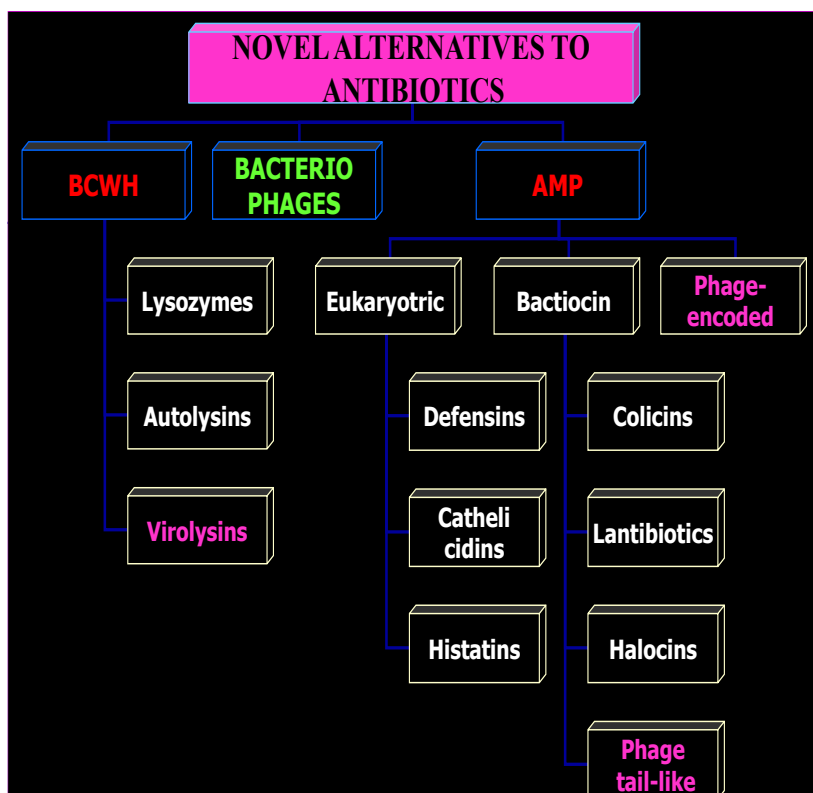 NOVEL ALTERNATIVES TO
ANTIBIOTICS
BCWH
BACTERIO
PHAGES
AMP
Lysozymes
Eukaryotric
Bactiocin
Phage-
encoded
Autolysins
Defensins
Colicins
Virolysins
Catheli
cidins
Lantibiotics
Histatins
Halocins
Phage
tail-like